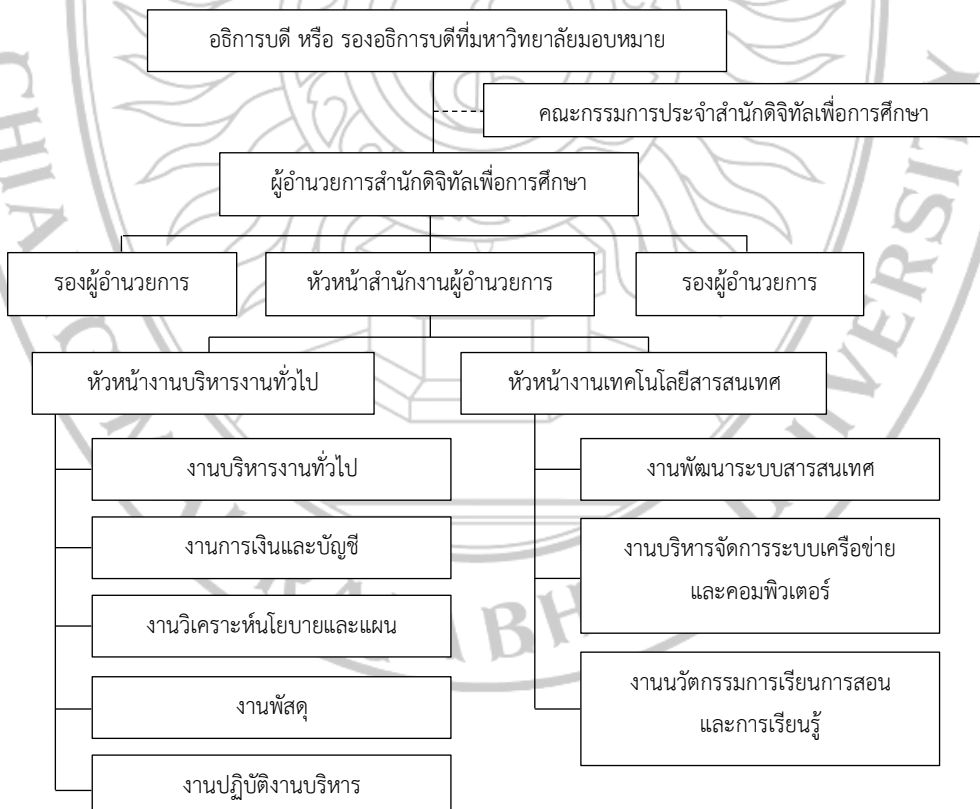 อธิการบดี หรือ รองอธิการบดีที่มหาวิทยาลัยมอบหมาย
คณะกรรมการประจำสำนักดิจิทัลเพื่อการศึกษา
ผู้อำนวยการสำนักดิจิทัลเพื่อการศึกษา
รองผู้อำนวยการ
หัวหน้าสำนักงานผู้อำนวยการ
รองผู้อำนวยการ
หัวหน้างานบริหารงานทั่วไป
หัวหน้างานเทคโนโลยีสารสนเทศ
งานบริหารงานทั่วไป
งานการเงินและบัญชี
งานวิเคราะห์นโยบายและแผน
งานพัสดุ
งานปฏิบัติงานบริหาร
งานพัฒนาระบบสารสนเทศ
งานบริหารจัดการระบบเครือข่าย
และคอมพิวเตอร์
งานนวัตกรรมการเรียนการสอน
และการเรียนรู้
UNIVERSITY